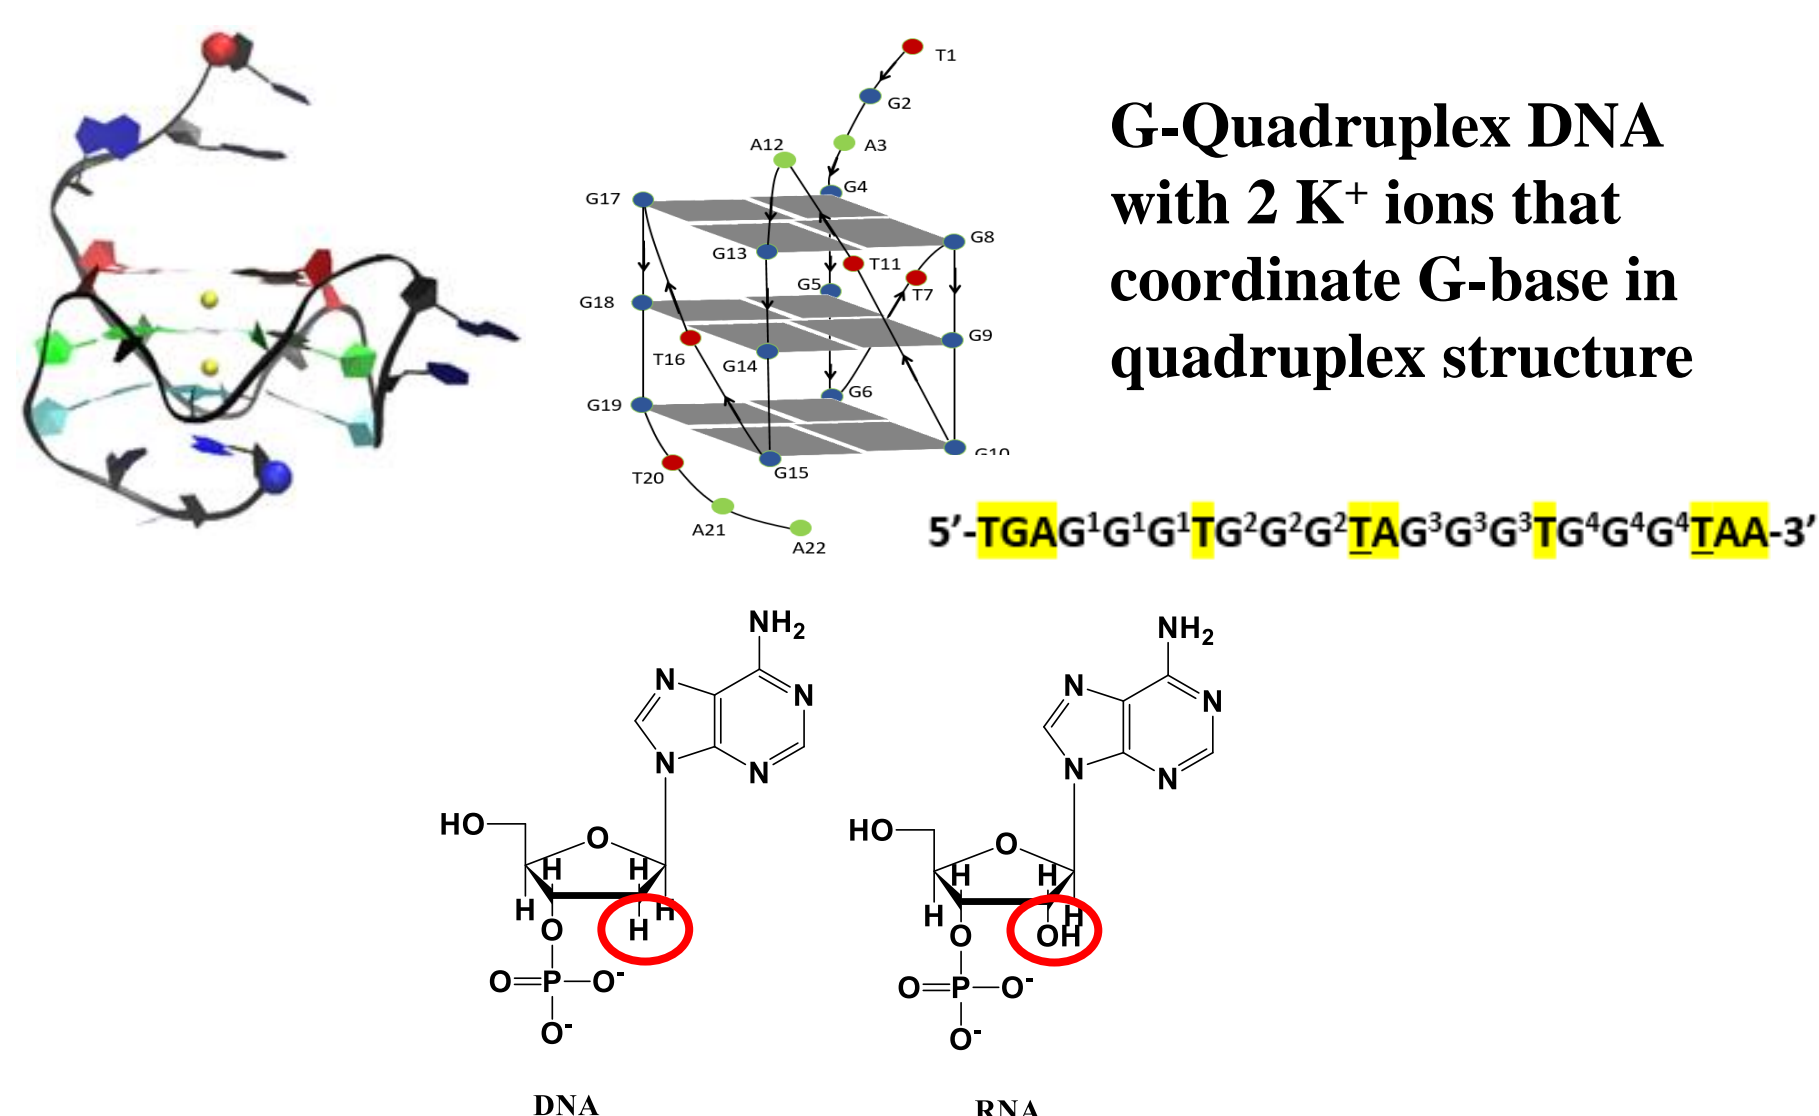 T1
G2
A3
A12
G4
G17
G8
G13
T11
G5
T7
G18
G9
T16
G14
G6
G19
G10
G15
T20
A21
A22
G-Quadruplex DNA
with 2 K⁺ ions that
coordinate G-base in
quadruplex structure
5’-TGAG¹G¹G¹TG²G²G²TAG³G³G³TG⁴G⁴G⁴TAA-3’
NH₂
N
N
N
N
HO
O
H
H
H
H
H
O
O
P
O⁻
O⁻
DNA
NH₂
N
N
N
N
HO
O
H
H
H
H
O
OH
O
P
O⁻
O⁻
RNA